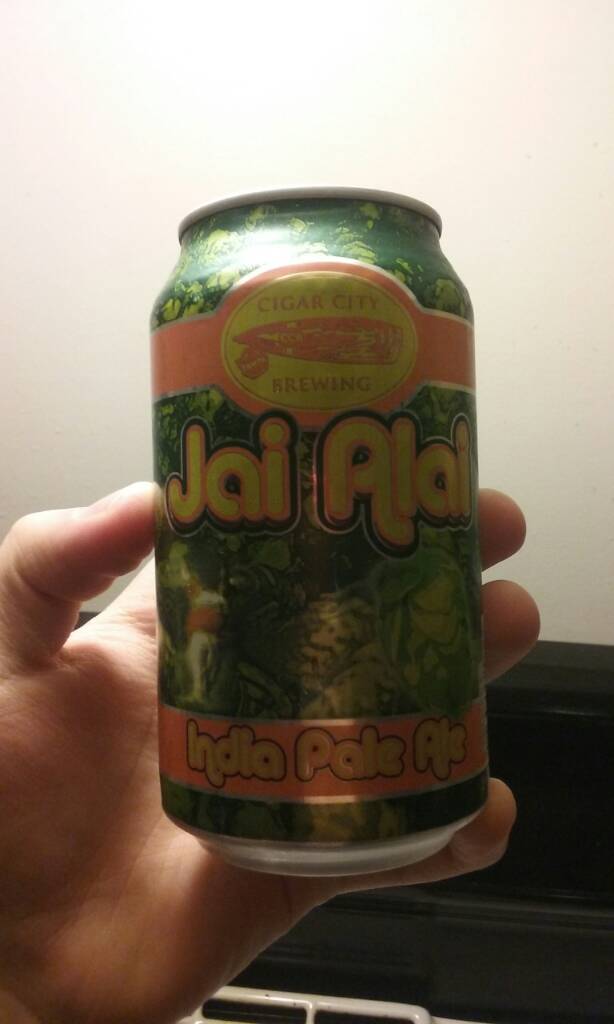 CIGAR CITY
BREWING
Jai Alai
India Pale Ale